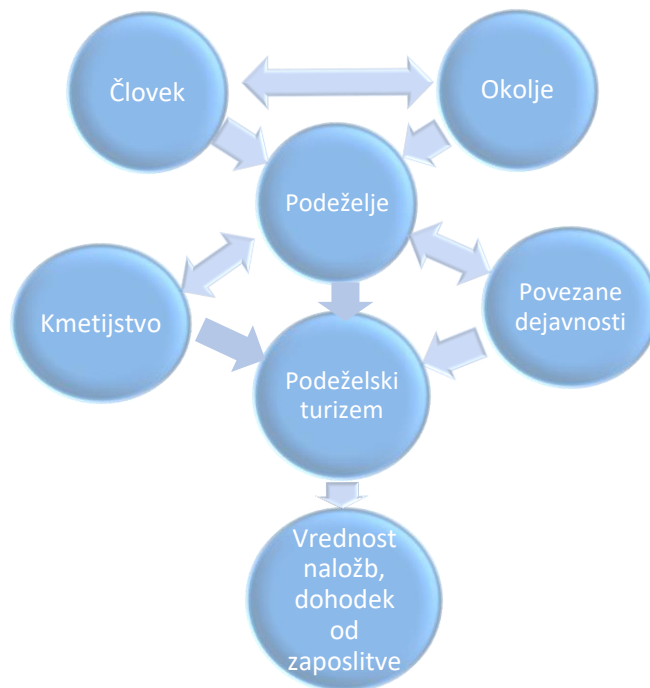 Človek
Okolje
Podeželje
Kmetijstvo
Povezane
dejavnosti
Podeželski
turizem
Vrednost
naložb,
dohodek
od
zaposlitve